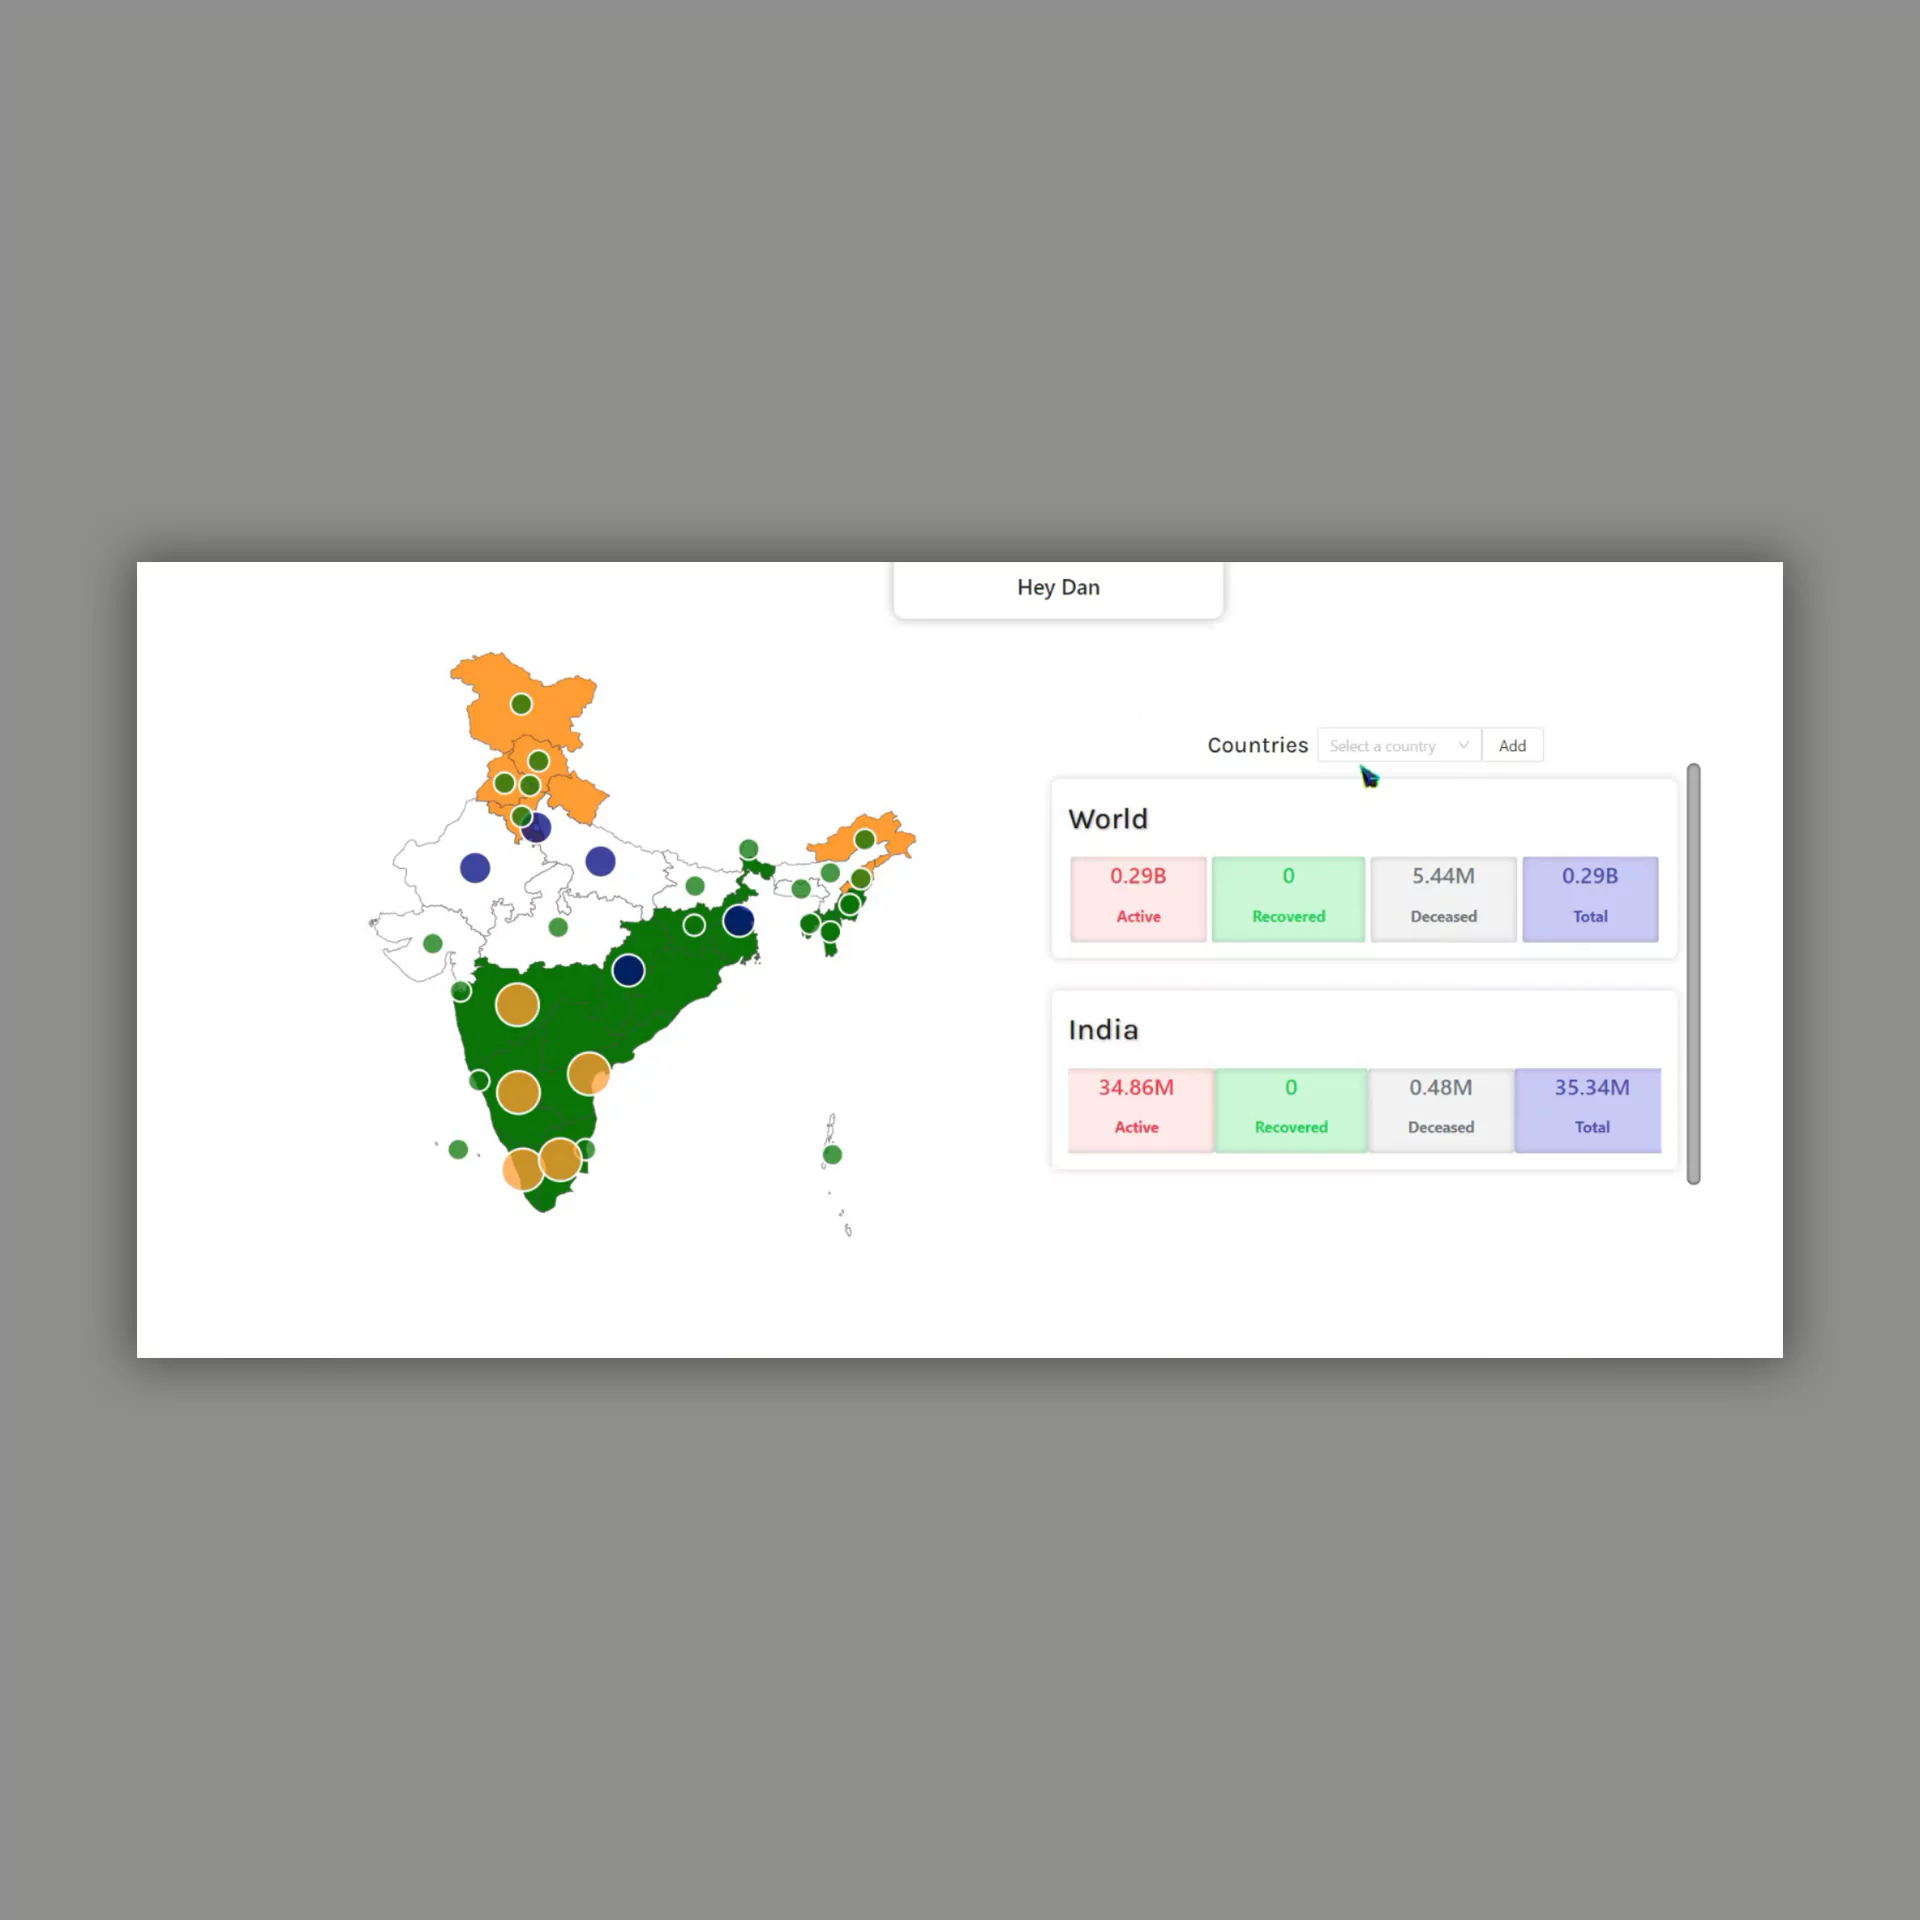 Hey Dan
Countries Select a country Add
World
0.29B 0 5.44M 0.29B
Active Recovered Deceased Total
India
34.86M 0 0.48M 35.34M
Active Recovered Deceased Total